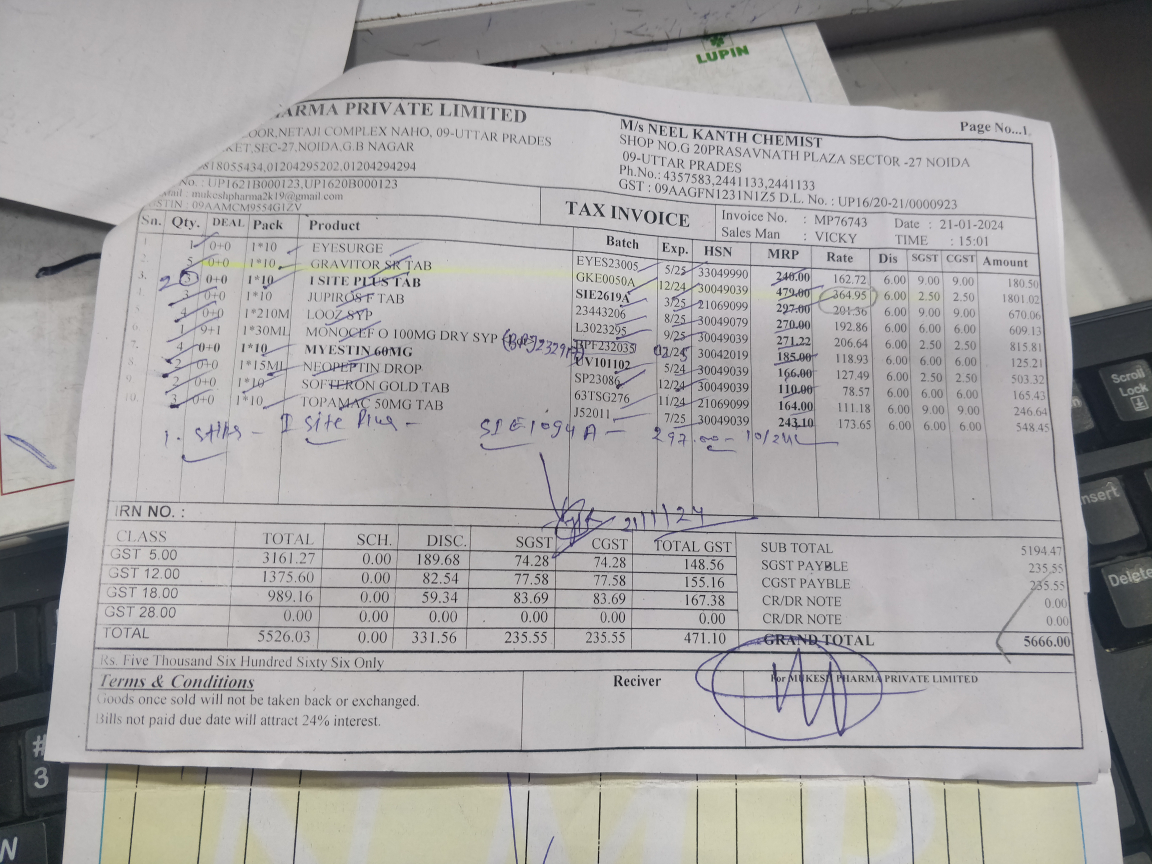 LUPIN
ARMA PRIVATE LIMITED
OOR,NETAJI COMPLEX NAHO, 09-UTTAR PRADES
KET,SEC-27,NOIDA.G.B NAGAR
818055434,01204295202,01204294294
No. : UP1621B000123,UP1620B000123
mail : mukeshpharma2k19@gmail.com
STIN : 09AAMCM9554G1ZV
Page No...1.
M/s NEEL KANTH CHEMIST
SHOP NO.G 20PRASAVNATH PLAZA SECTOR -27 NOIDA
09-UTTAR PRADES
Ph.No.: 4357583,2441133,2441133
GST : 09AAGFN1231N1Z5 D.L. No. : UP16/20-21/0000923
TAX INVOICE
Invoice No. : MP76743 Date : 21-01-2024
Sales Man : VICKY TIME : 15:01
Sn. Qty. DEAL Pack Product Batch Exp. HSN MRP Rate Dis SGST CGST Amount
0+0 1*10 EYESURGE EYES23005 5/25 33049990 240.00 162.72 6.00 9.00 9.00 180.50
5 0+0 1*10 GRAVITOR SR TAB GKE0050A 12/24 30049039 479.00 364.95 6.00 2.50 2.50 1801.02
3. 0+0 1*10 I SITE PLUS TAB SIE2619A 3/25 21069099 297.00 201.36 6.00 9.00 9.00 670.06
3 0+0 1*10 JUPIROS F TAB 23443206 8/25 30049079 270.00 192.86 6.00 6.00 6.00 609.13
4 0+0 1*210M LOOZ SYP L3023295 9/25 30049039 271.22 206.64 6.00 2.50 2.50 815.81
9+1 1*30ML MONOCEF O 100MG DRY SYP BPF232035 12/24 30042019 185.00 118.93 6.00 125.21
7. 4 0+0 1*10 MYESTIN 60MG UV101102 5/24 30049039 166.00 127.49 6.00 2.50 2.50 503.32
8 2 0+0 1*15ML NEOPEPTIN DROP SP23086 12/24 30049039 110.00 78.57 6.00 165.43
9. 2 0+0 1*10 SOFTERON GOLD TAB 63TSG276 11/24 21069099 164.00 111.18 6.00 9.00 9.00 246.64
10. 3 0+0 1*10 TOPAMAC 50MG TAB J52011 7/25 30049039 243.10 173.65 6.00 6.00 6.00 548.45
I Site Plus - SIE1094A - 297.00 - 10/24
21/1/24
IRN NO. :
CLASS TOTAL SCH. DISC. SGST CGST TOTAL GST
GST 5.00 3161.27 0.00 189.68 74.28 74.28 148.56
GST 12.00 1375.60 0.00 82.54 77.58 77.58 155.16
GST 18.00 989.16 0.00 59.34 83.69 83.69 167.38
GST 28.00 0.00 0.00 0.00 0.00 0.00 0.00
TOTAL 5526.03 0.00 331.56 235.55 235.55 471.10
SUB TOTAL 5194.47
SGST PAYBLE 235.55
CGST PAYBLE 235.55
CR/DR NOTE 0.00
CR/DR NOTE 0.00
GRAND TOTAL 5666.00
Rs. Five Thousand Six Hundred Sixty Six Only
Terms & Conditions
Goods once sold will not be taken back or exchanged.
Bills not paid due date will attract 24% interest.
Reciver
For MUKESH PHARMA PRIVATE LIMITED
Scroll
Lock
Insert
Delete
#
3
W